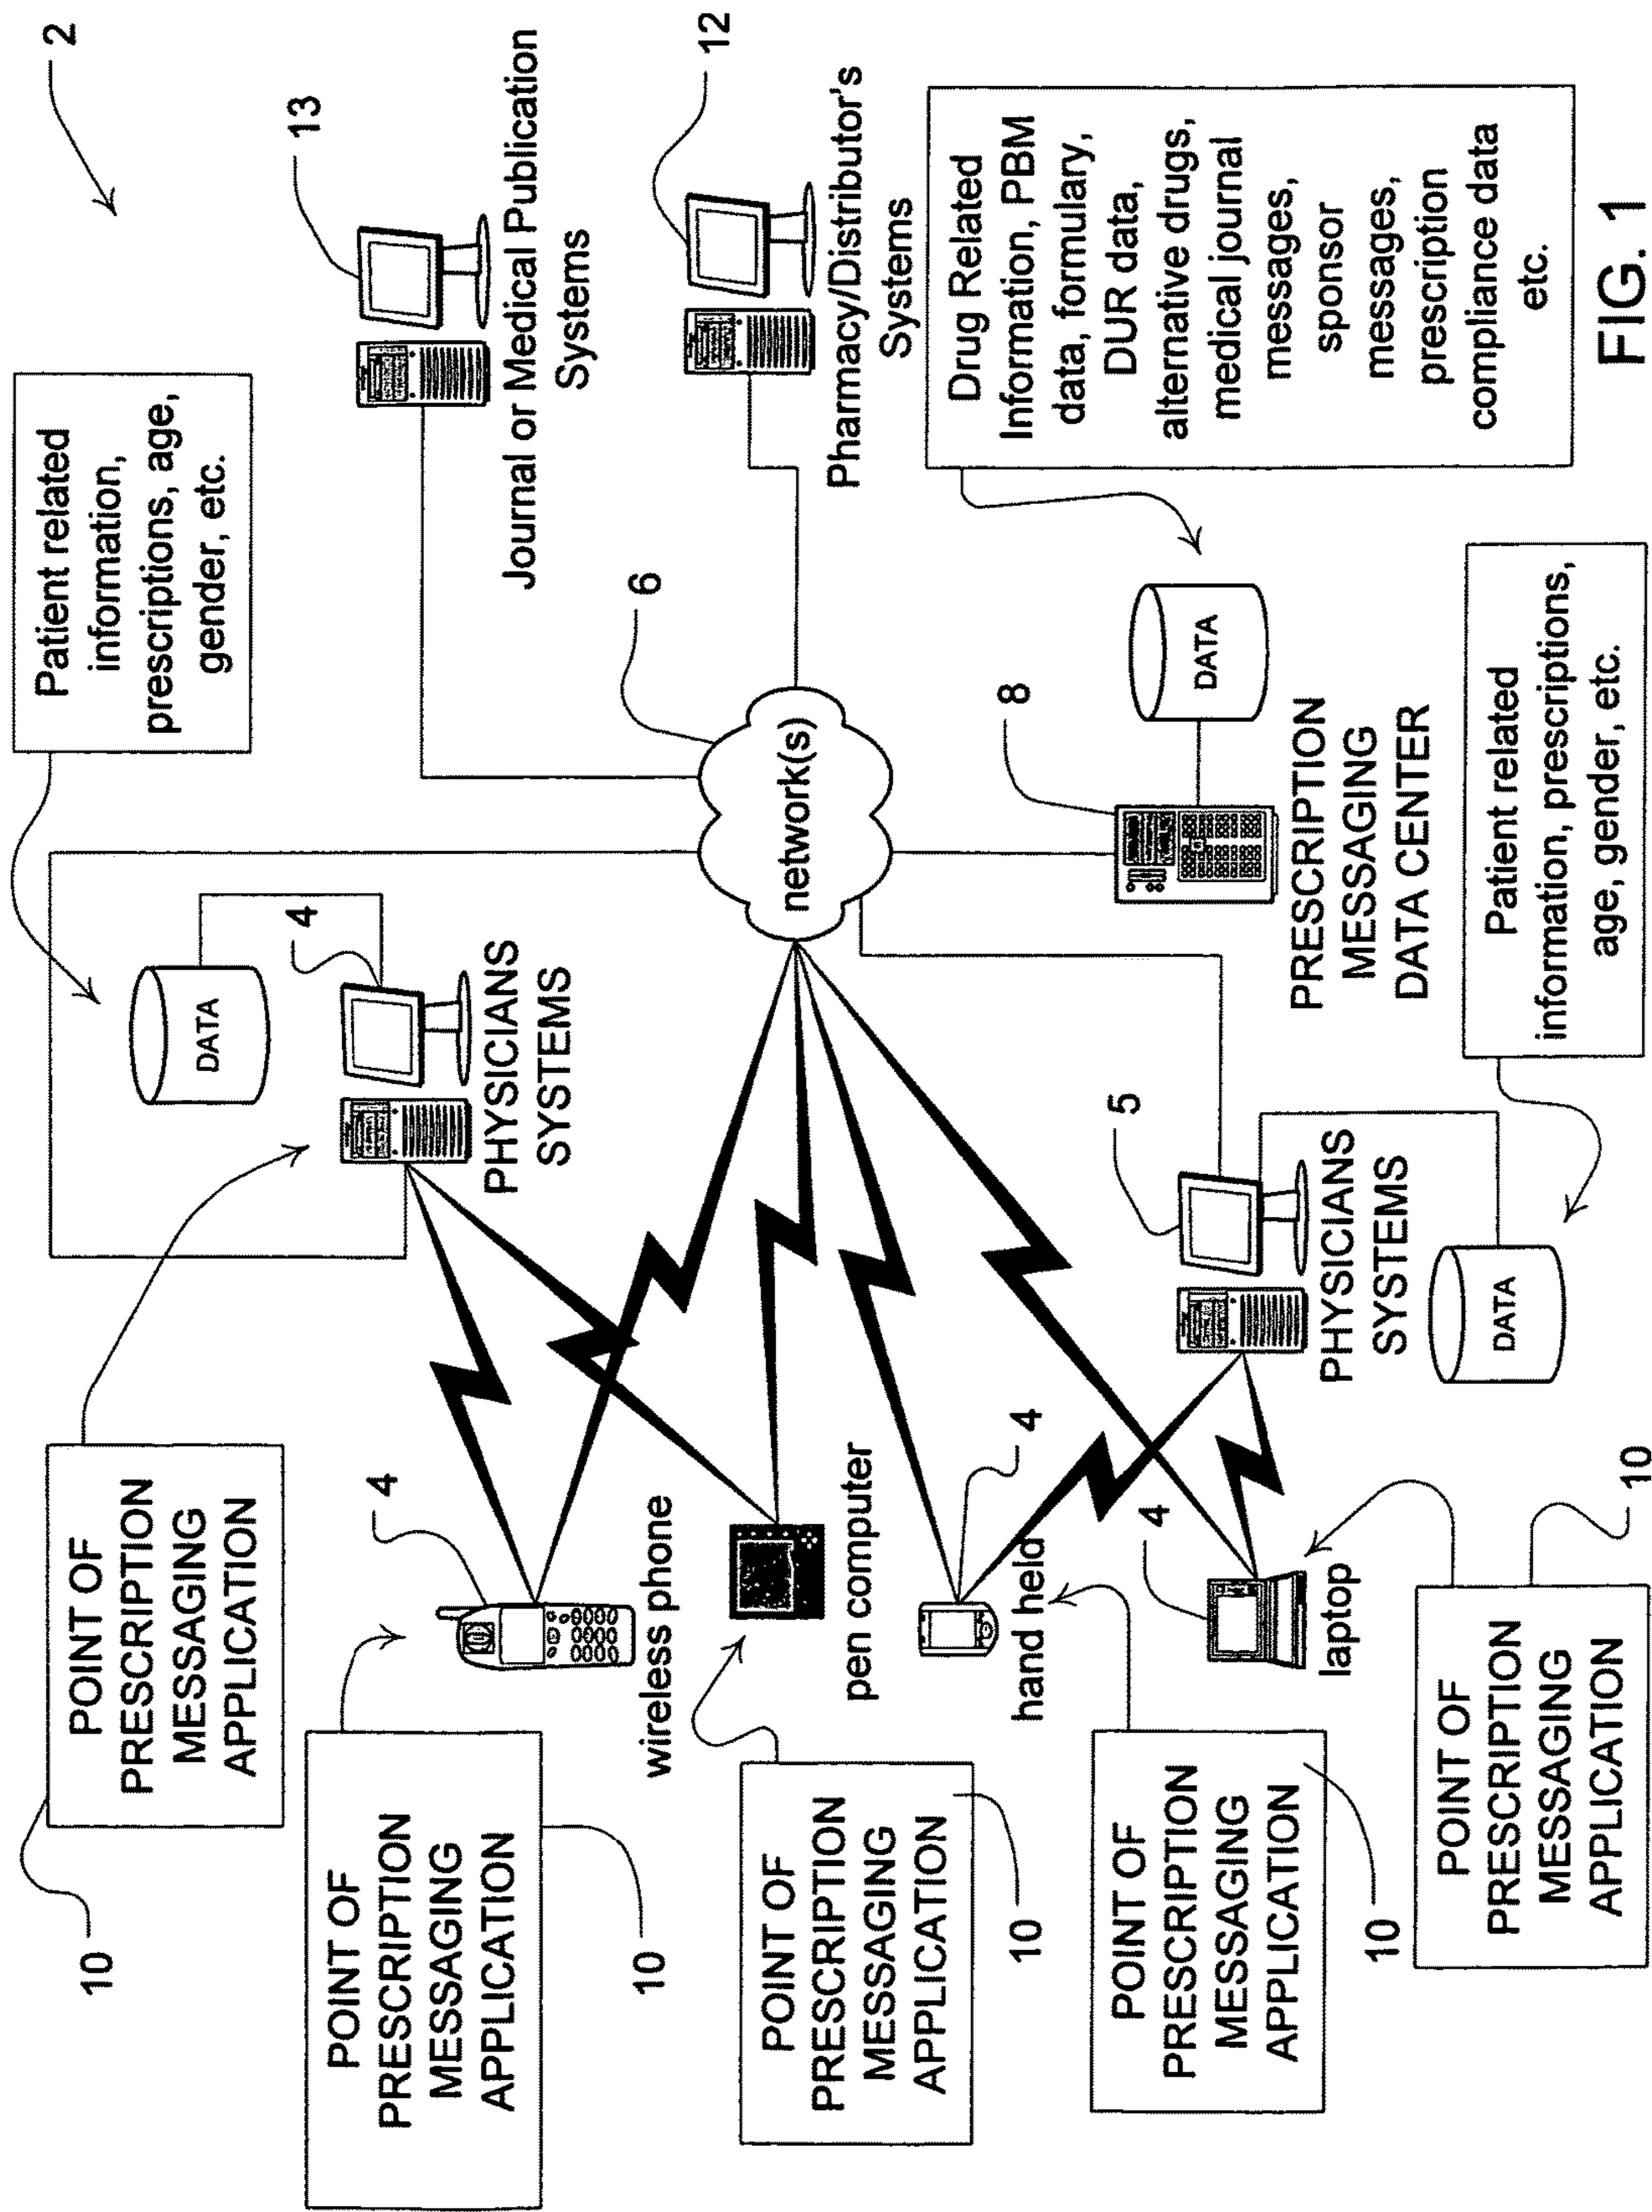 2
Patient related
information,
prescriptions, age,
gender, etc.
13
Journal or Medical Publication
Systems
12
Pharmacy/Distributor's
Systems
Drug Related
Information, PBM
data, formulary,
DUR data,
alternative drugs,
medical journal
messages,
sponsor
messages,
prescription
compliance data
etc.
6
network(s)
DATA
4
PHYSICIANS
SYSTEMS
8
DATA
PRESCRIPTION
MESSAGING
DATA CENTER
5
PHYSICIANS
SYSTEMS
DATA
Patient related
information, prescriptions,
age, gender, etc.
POINT OF
PRESCRIPTION
MESSAGING
APPLICATION
10
4
wireless phone
POINT OF
PRESCRIPTION
MESSAGING
APPLICATION
10
pen computer
POINT OF
PRESCRIPTION
MESSAGING
APPLICATION
10
4
hand held
POINT OF
PRESCRIPTION
MESSAGING
APPLICATION
10
4
laptop
POINT OF
PRESCRIPTION
MESSAGING
APPLICATION
10
FIG. 1